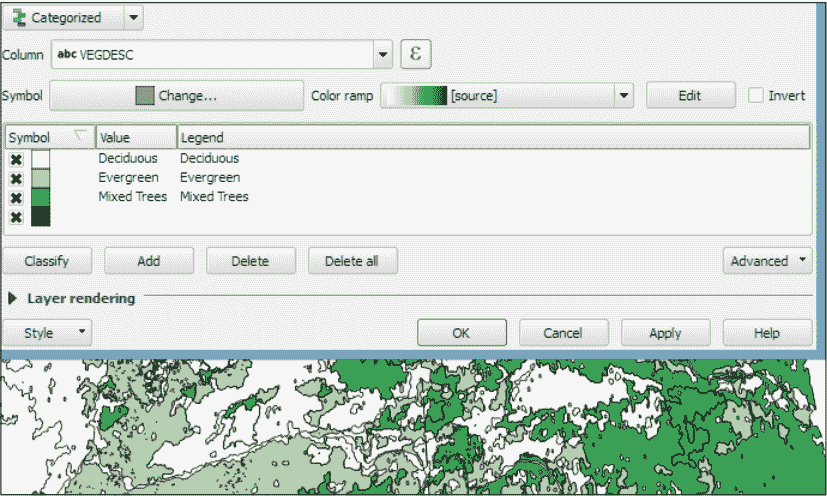 Categorized
Column abc VEGDESC ε
Symbol Change... Color ramp [source] Edit Invert
Symbol Value Legend
Deciduous Deciduous
Evergreen Evergreen
Mixed Trees Mixed Trees
Classify Add Delete Delete all Advanced
Layer rendering
Style OK Cancel Apply Help